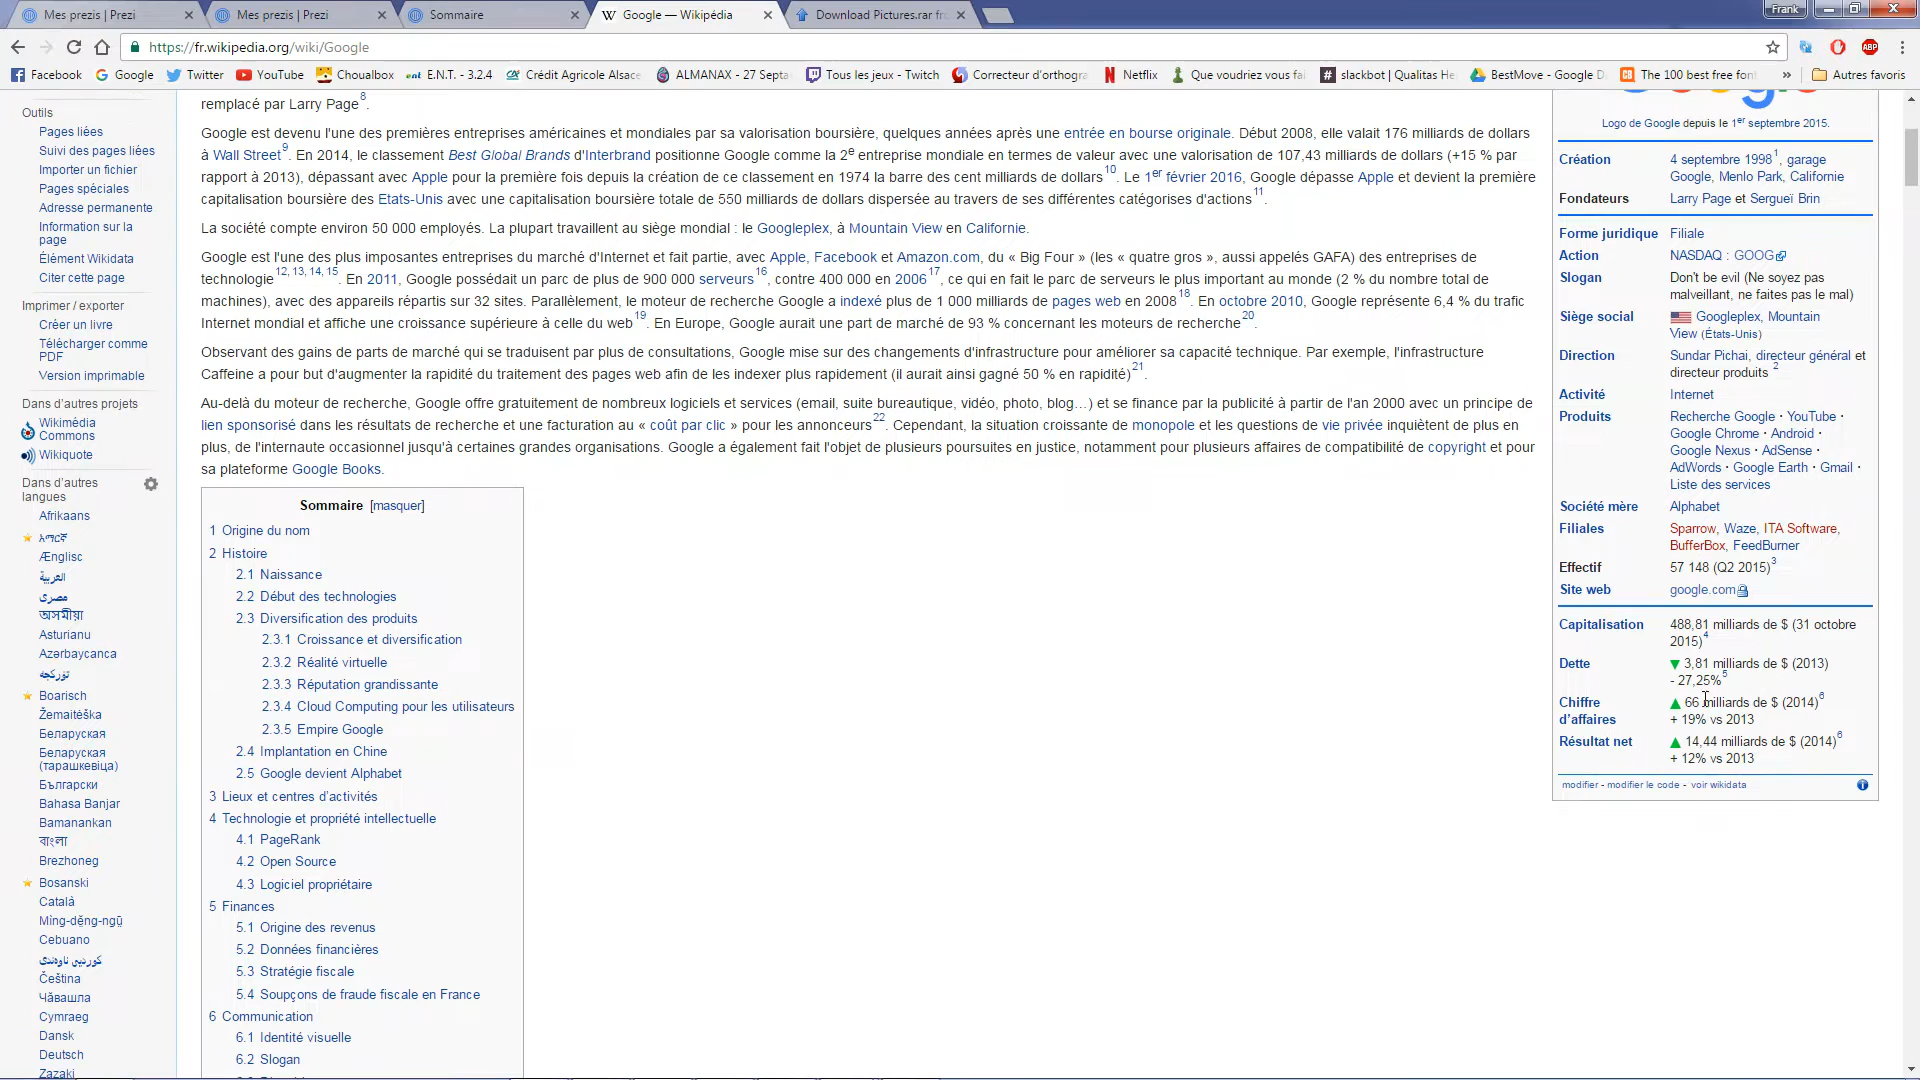 Mes prezis | Prezi
Mes prezis | Prezi
Sommaire
Google — Wikipédia
Download Pictures.rar fro
Frank
https://fr.wikipedia.org/wiki/Google
Facebook
Google
Twitter
YouTube
Choualbox
ent E.N.T. - 3.2.4
Crédit Agricole Alsace
ALMANAX - 27 Septa
Tous les jeux - Twitch
Correcteur d'orthogra
Netflix
Que voudriez vous fai
slackbot | Qualitas He
BestMove - Google D
The 100 best free font
»
Autres favoris
Outils
Pages liées
Suivi des pages liées
Importer un fichier
Pages spéciales
Adresse permanente
Information sur la
page
Élément Wikidata
Citer cette page
Imprimer / exporter
Créer un livre
Télécharger comme
PDF
Version imprimable
Dans d'autres projets
Wikimédia
Commons
Wikiquote
Dans d'autres
langues
Afrikaans
አማርኛ
Ænglisc
العربية
مصرى
অসমীয়া
Asturianu
Azərbaycanca
تۆرکجه
Boarisch
Žemaitėška
Беларуская
Беларуская
(тарашкевіца)
Български
Bahasa Banjar
Bamanankan
বাংলা
Brezhoneg
Bosanski
Català
Mìng-dĕ̤ng-ngṳ̄
Cebuano
کوردیی ناوەندی
Čeština
Чӑвашла
Cymraeg
Dansk
Deutsch
Zazaki
remplacé par Larry Page8.
Google est devenu l'une des premières entreprises américaines et mondiales par sa valorisation boursière, quelques années après une entrée en bourse originale. Début 2008, elle valait 176 milliards de dollars
à Wall Street9. En 2014, le classement Best Global Brands d'Interbrand positionne Google comme la 2e entreprise mondiale en termes de valeur avec une valorisation de 107,43 milliards de dollars (+15 % par
rapport à 2013), dépassant avec Apple pour la première fois depuis la création de ce classement en 1974 la barre des cent milliards de dollars10. Le 1er février 2016, Google dépasse Apple et devient la première
capitalisation boursière des Etats-Unis avec une capitalisation boursière totale de 550 milliards de dollars dispersée au travers de ses différentes catégorises d'actions11.
La société compte environ 50 000 employés. La plupart travaillent au siège mondial : le Googleplex, à Mountain View en Californie.
Google est l'une des plus imposantes entreprises du marché d'Internet et fait partie, avec Apple, Facebook et Amazon.com, du « Big Four » (les « quatre gros », aussi appelés GAFA) des entreprises de
technologie12, 13, 14, 15. En 2011, Google possédait un parc de plus de 900 000 serveurs16, contre 400 000 en 200617, ce qui en fait le parc de serveurs le plus important au monde (2 % du nombre total de
machines), avec des appareils répartis sur 32 sites. Parallèlement, le moteur de recherche Google a indexé plus de 1 000 milliards de pages web en 200818. En octobre 2010, Google représente 6,4 % du trafic
Internet mondial et affiche une croissance supérieure à celle du web19. En Europe, Google aurait une part de marché de 93 % concernant les moteurs de recherche20.
Observant des gains de parts de marché qui se traduisent par plus de consultations, Google mise sur des changements d'infrastructure pour améliorer sa capacité technique. Par exemple, l'infrastructure
Caffeine a pour but d'augmenter la rapidité du traitement des pages web afin de les indexer plus rapidement (il aurait ainsi gagné 50 % en rapidité)21.
Au-delà du moteur de recherche, Google offre gratuitement de nombreux logiciels et services (email, suite bureautique, vidéo, photo, blog…) et se finance par la publicité à partir de l'an 2000 avec un principe de
lien sponsorisé dans les résultats de recherche et une facturation au « coût par clic » pour les annonceurs22. Cependant, la situation croissante de monopole et les questions de vie privée inquiètent de plus en
plus, de l'internaute occasionnel jusqu'à certaines grandes organisations. Google a également fait l'objet de plusieurs poursuites en justice, notamment pour plusieurs affaires de compatibilité de copyright et pour
sa plateforme Google Books.
Sommaire [masquer]
1 Origine du nom
2 Histoire
2.1 Naissance
2.2 Début des technologies
2.3 Diversification des produits
2.3.1 Croissance et diversification
2.3.2 Réalité virtuelle
2.3.3 Réputation grandissante
2.3.4 Cloud Computing pour les utilisateurs
2.3.5 Empire Google
2.4 Implantation en Chine
2.5 Google devient Alphabet
3 Lieux et centres d'activités
4 Technologie et propriété intellectuelle
4.1 PageRank
4.2 Open Source
4.3 Logiciel propriétaire
5 Finances
5.1 Origine des revenus
5.2 Données financières
5.3 Stratégie fiscale
5.4 Soupçons de fraude fiscale en France
6 Communication
6.1 Identité visuelle
6.2 Slogan
Logo de Google depuis le 1er septembre 2015.
Création 4 septembre 19981, garage
Google, Menlo Park, Californie
Fondateurs Larry Page et Sergueï Brin
Forme juridique Filiale
Action NASDAQ : GOOG
Slogan Don't be evil (Ne soyez pas
malveillant, ne faites pas le mal)
Siège social Googleplex, Mountain
View (États-Unis)
Direction Sundar Pichai, directeur général et
directeur produits 2
Activité Internet
Produits Recherche Google · YouTube ·
Google Chrome · Android ·
Google Nexus · AdSense ·
AdWords · Google Earth · Gmail ·
Liste des services
Société mère Alphabet
Filiales Sparrow, Waze, ITA Software,
BufferBox, FeedBurner
Effectif 57 148 (Q2 2015)3
Site web google.com
Capitalisation 488,81 milliards de $ (31 octobre
2015)4
Dette ▼ 3,81 milliards de $ (2013)
- 27,25%5
Chiffre ▲ 66 milliards de $ (2014)6
d'affaires + 19% vs 2013
Résultat net ▲ 14,44 milliards de $ (2014)6
+ 12% vs 2013
modifier - modifier le code - voir wikidata